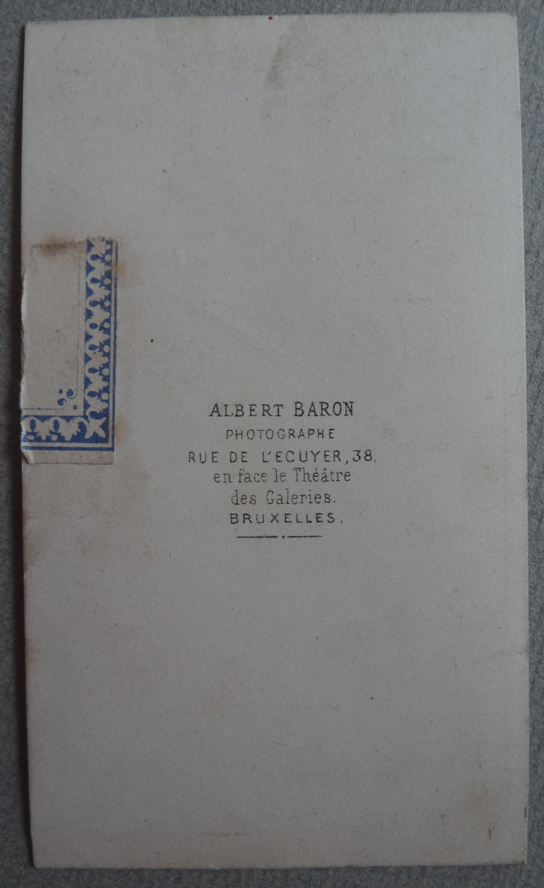 ALBERT BARON
PHOTOGRAPHE
RUE DE L'ECUYER, 38,
en face le Théâtre
des Galeries.
BRUXELLES.